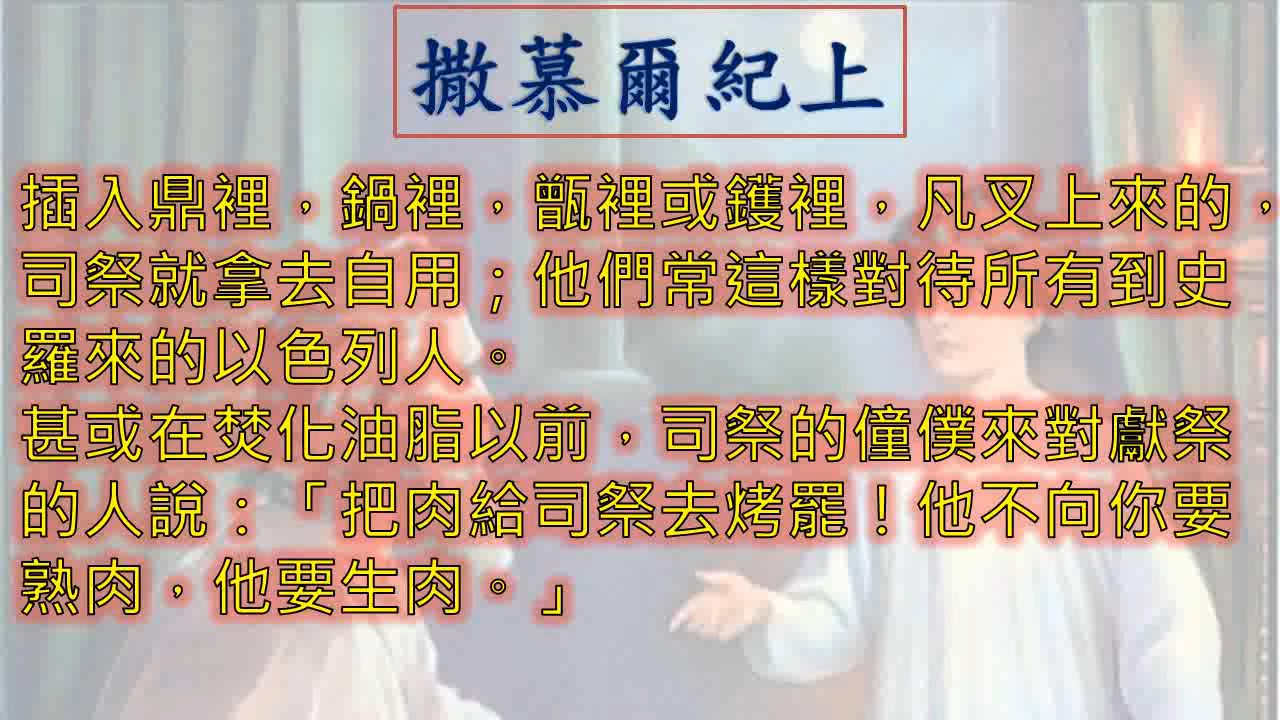 撒慕爾紀上
插入鼎裡，鍋裡，甑裡或鑊裡，凡叉上來的，
司祭就拿去自用；他們常這樣對待所有到史
羅來的以色列人。
甚或在焚化油脂以前，司祭的僮僕來對獻祭
的人說：「把肉給司祭去烤罷！他不向你要
熟肉，他要生肉。」